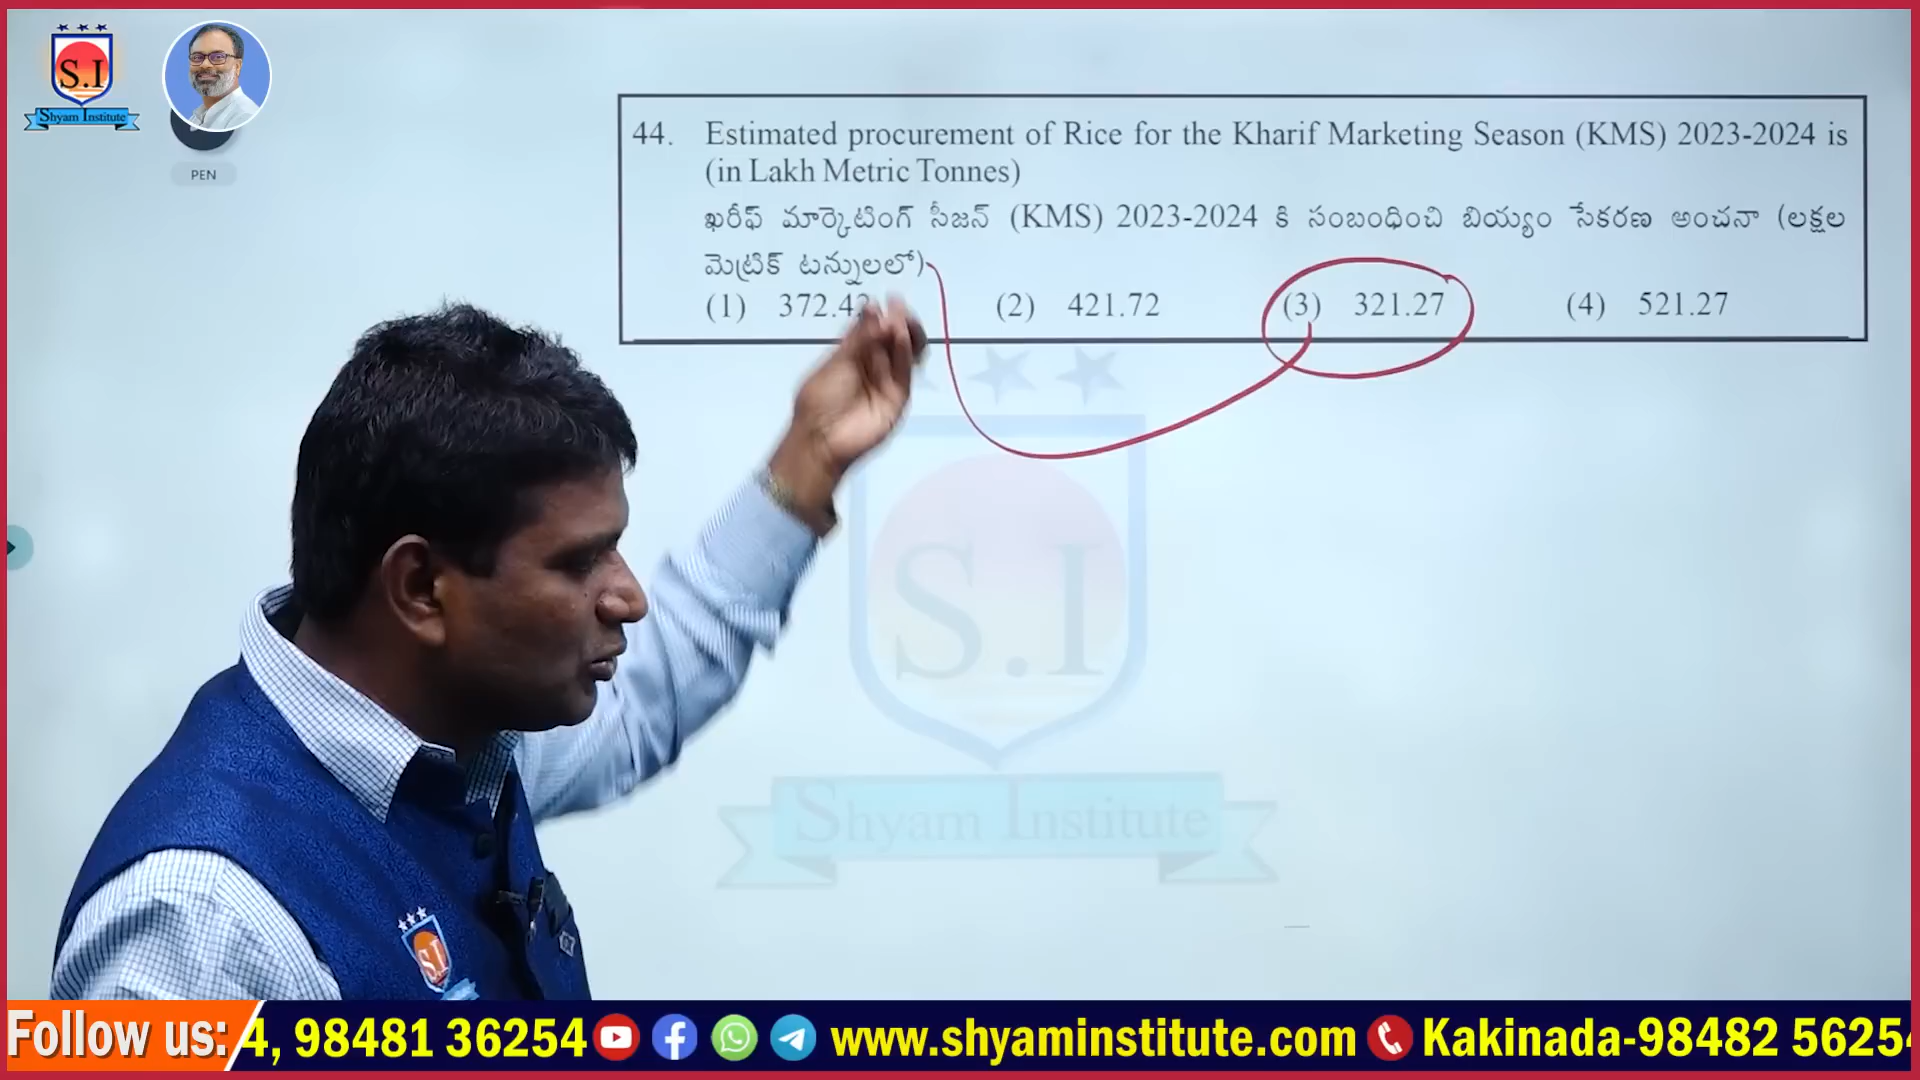 S.I
Shyam Institute
PEN
44. Estimated procurement of Rice for the Kharif Marketing Season (KMS) 2023-2024 is
(in Lakh Metric Tonnes)
ఖరీఫ్ మార్కెటింగ్ సీజన్ (KMS) 2023-2024 కి సంబంధించి బియ్యం సేకరణ అంచనా (లక్షల
మెట్రిక్ టన్నులలో)
(1) 372.42 (2) 421.72 (3) 321.27 (4) 521.27
S.I
Shyam Institute
S.I
Follow us: 4, 98481 36254 www.shyaminstitute.com Kakinada-98482 56254